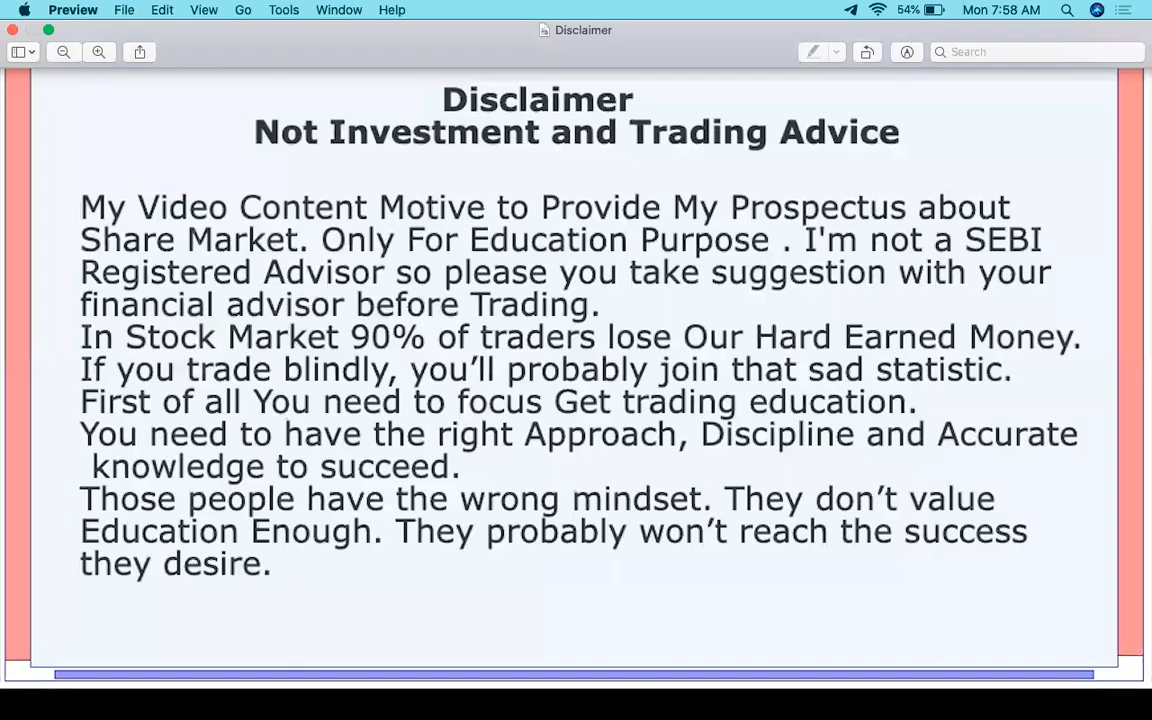 Preview File Edit View Go Tools Window Help 54% Mon 7:58 AM
Disclaimer
Search
Disclaimer
Not Investment and Trading Advice
My Video Content Motive to Provide My Prospectus about
Share Market. Only For Education Purpose . I'm not a SEBI
Registered Advisor so please you take suggestion with your
financial advisor before Trading.
In Stock Market 90% of traders lose Our Hard Earned Money.
If you trade blindly, you’ll probably join that sad statistic.
First of all You need to focus Get trading education.
You need to have the right Approach, Discipline and Accurate
knowledge to succeed.
Those people have the wrong mindset. They don’t value
Education Enough. They probably won’t reach the success
they desire.